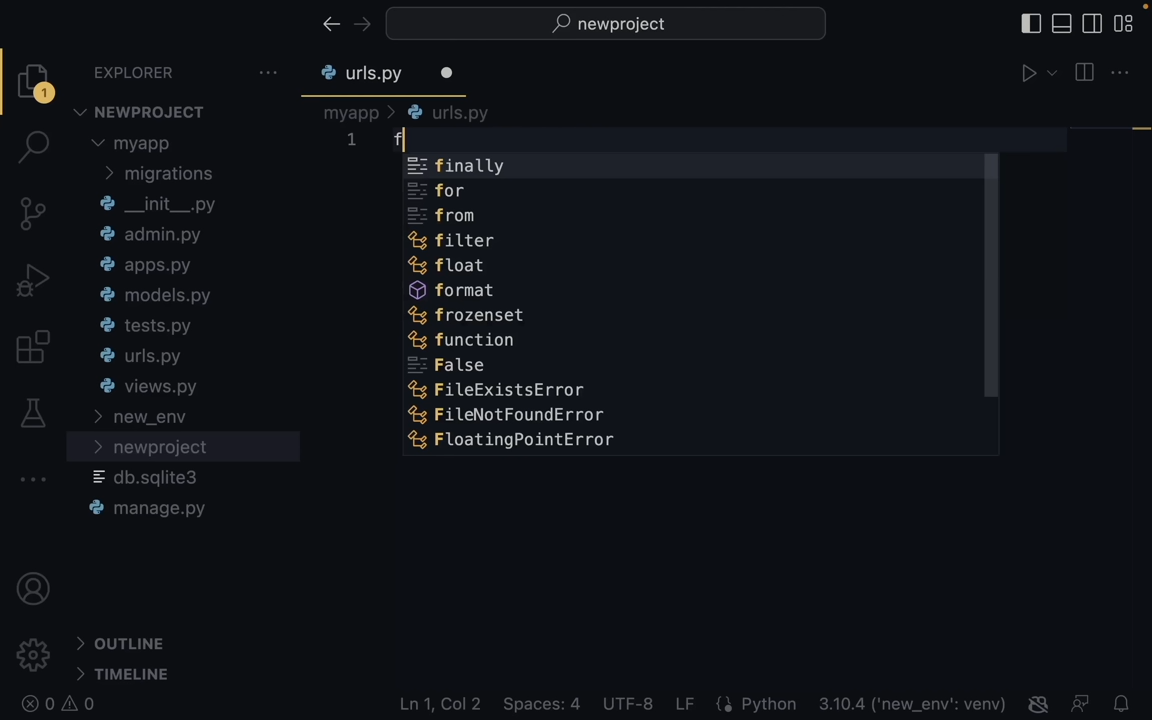 newproject
EXPLORER
urls.py
1
NEWPROJECT
myapp > urls.py
myapp
1 f
migrations
finally
for
__init__.py
from
admin.py
filter
apps.py
float
models.py
format
tests.py
frozenset
urls.py
function
views.py
False
new_env
FileExistsError
newproject
FileNotFoundError
db.sqlite3
FloatingPointError
manage.py
OUTLINE
TIMELINE
0 0 Ln 1, Col 2 Spaces: 4 UTF-8 LF Python 3.10.4 ('new_env': venv)